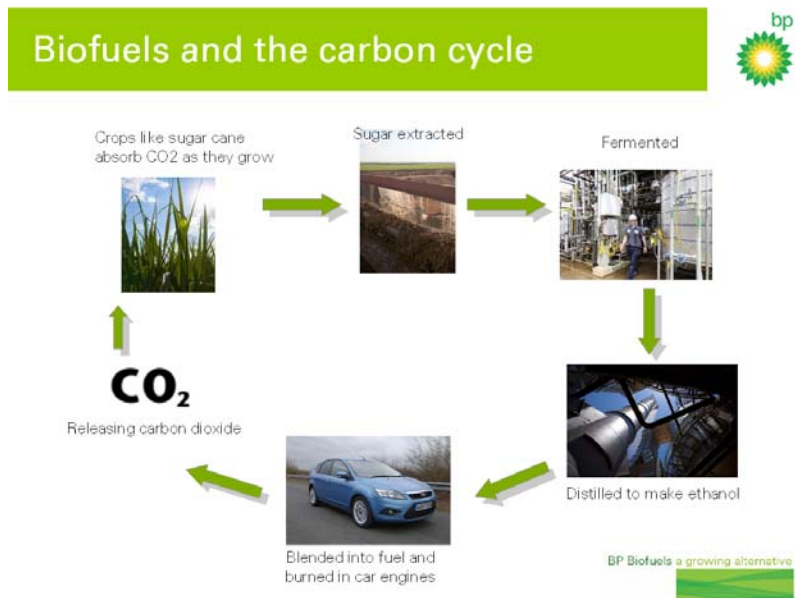 bp
Biofuels and the carbon cycle
Crops like sugar cane
absorb CO2 as they grow
Sugar extracted
Fermented
CO₂
Releasing carbon dioxide
Distilled to make ethanol
Blended into fuel and
burned in car engines
BP Biofuels a growing alternative